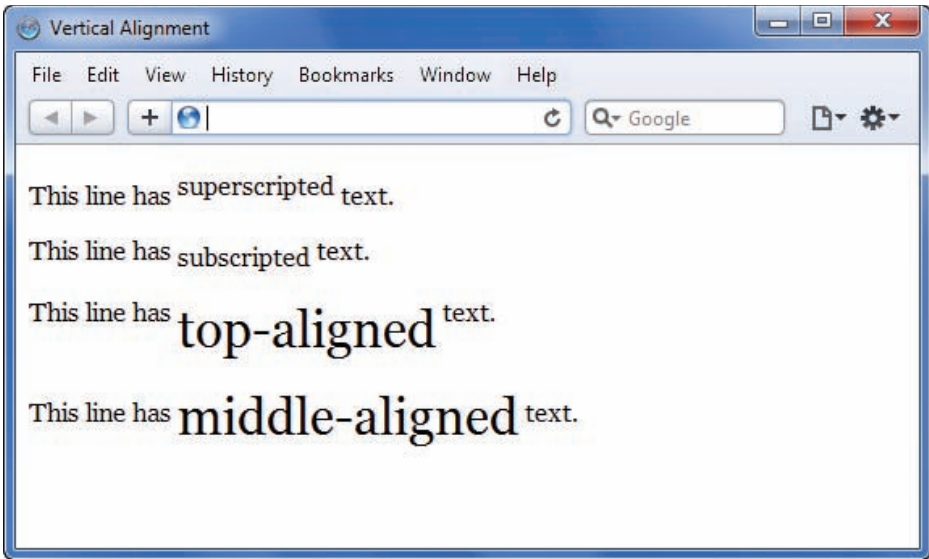 Vertical Alignment
File Edit View History Bookmarks Window Help
Google
This line has superscripted text.
This line has subscripted text.
This line has top-aligned text.
This line has middle-aligned text.